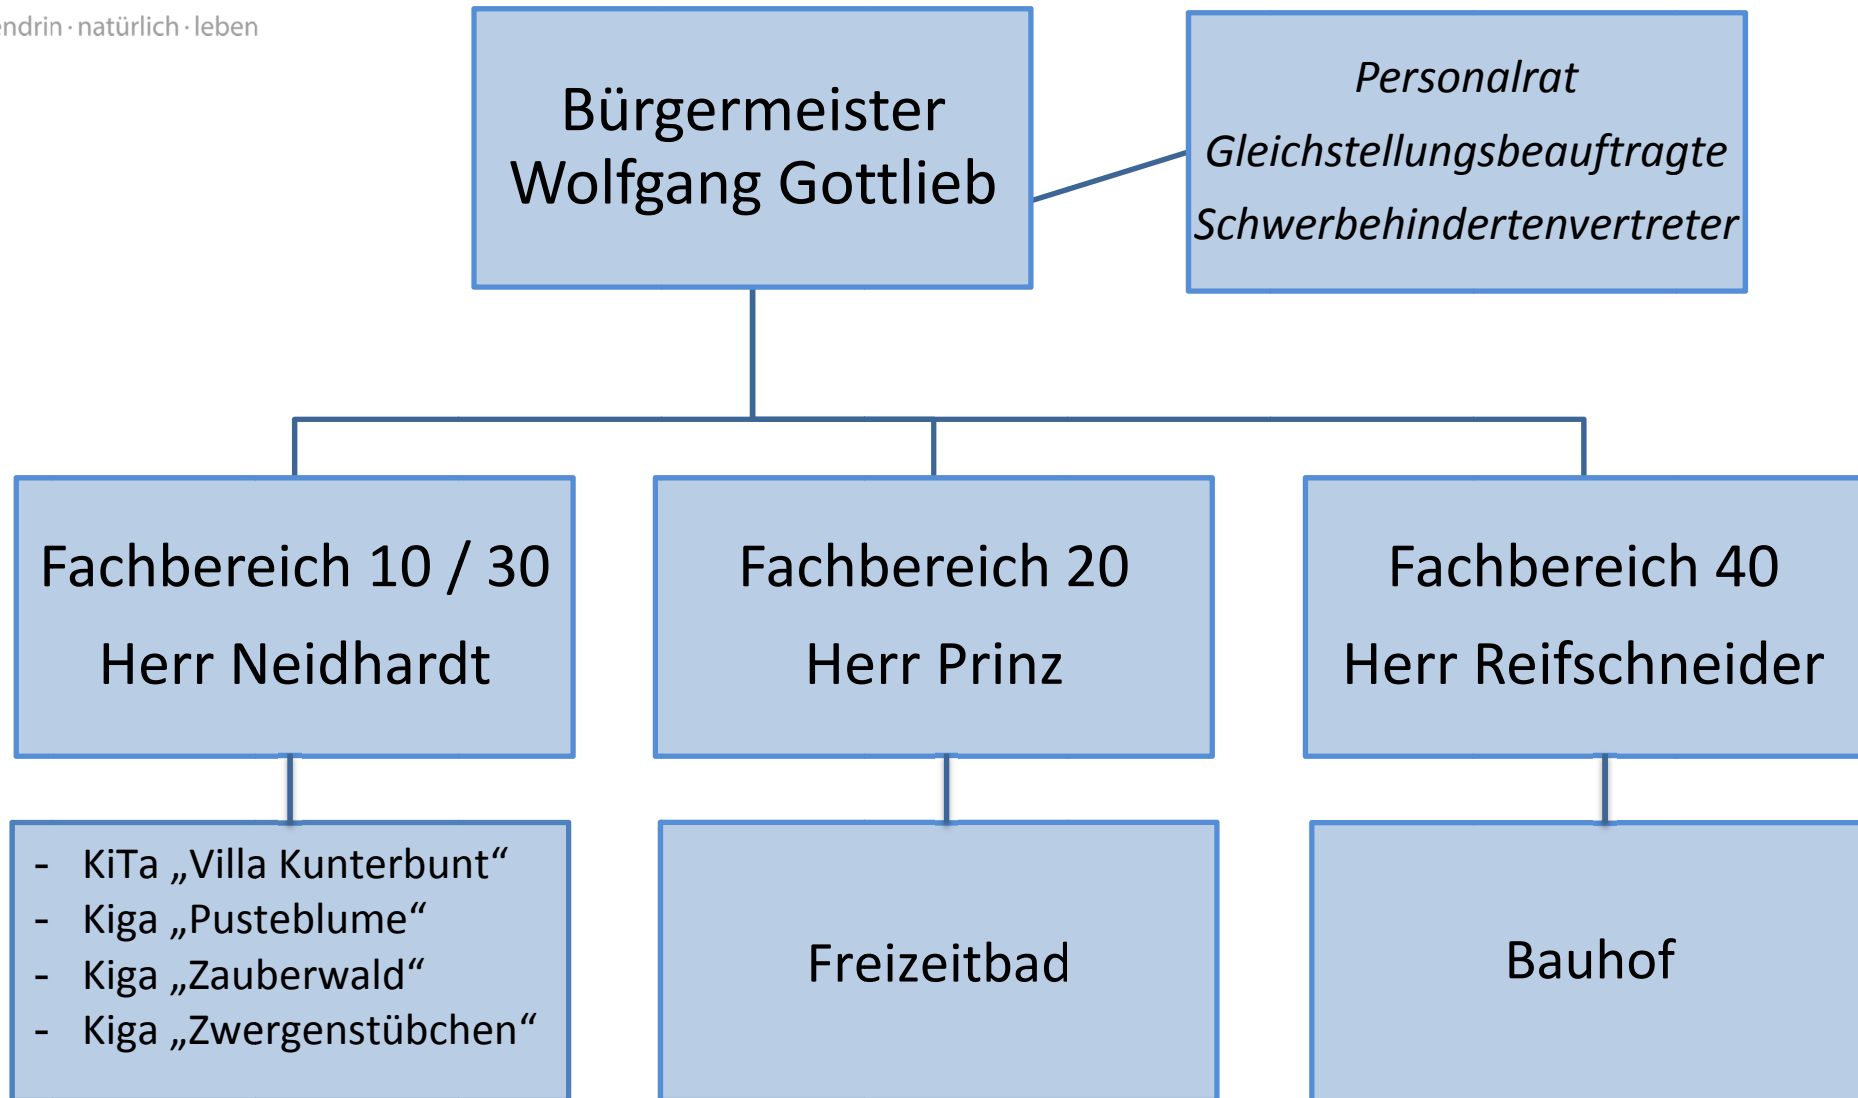 natürlich · leben
Bürgermeister
Wolfgang Gottlieb
Personalrat
Gleichstellungsbeauftragte
Schwerbehindertenvertreter
Fachbereich 10 / 30
Herr Neidhardt
Fachbereich 20
Herr Prinz
Fachbereich 40
Herr Reifschneider
- KiTa „Villa Kunterbunt“
- Kiga „Pusteblume“
- Kiga „Zauberwald“
- Kiga „Zwergenstübchen“
Freizeitbad
Bauhof